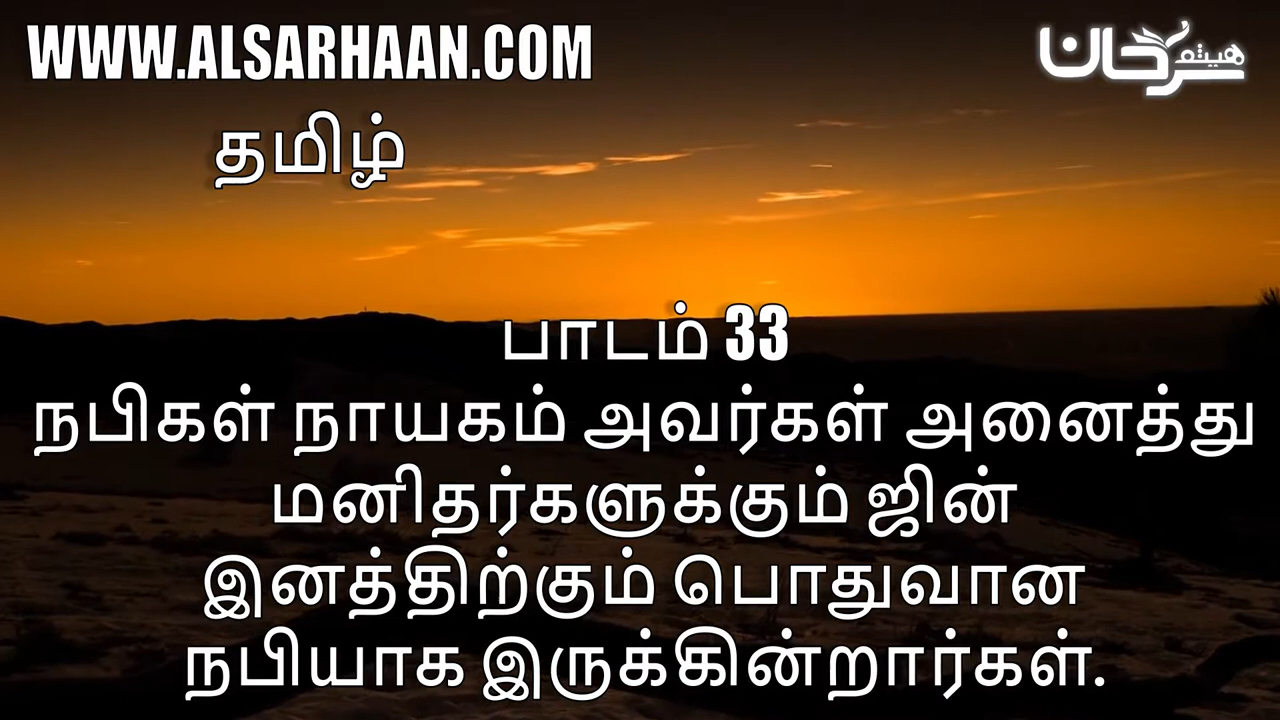 WWW.ALSARHAAN.COM
هيثم
سرحان
தமிழ்
பாடம் 33
நபிகள் நாயகம் அவர்கள் அனைத்து
மனிதர்களுக்கும் ஜின்
இனத்திற்கும் பொதுவான
நபியாக இருக்கின்றார்கள்.